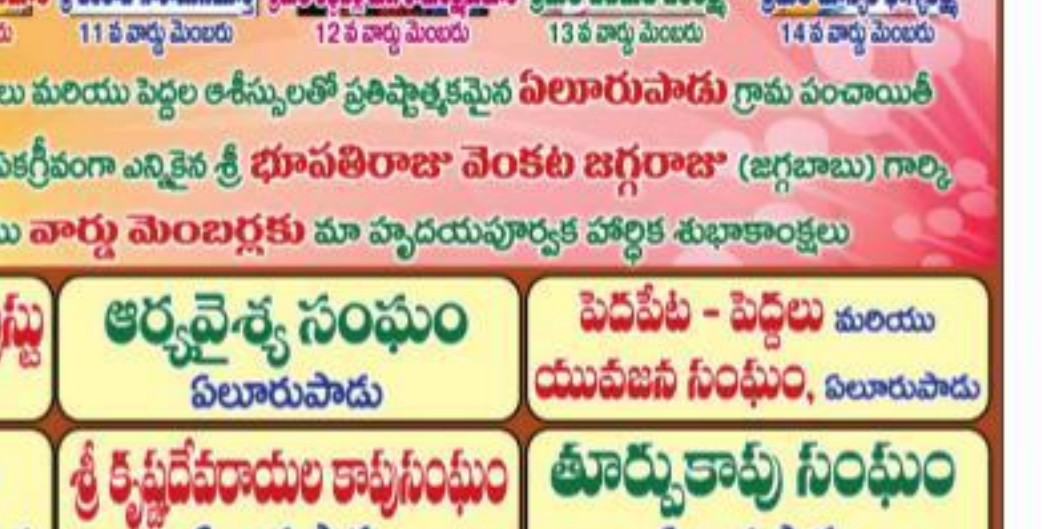 11 వ వార్డు మెంబరు 12 వ వార్డు మెంబరు 13 వ వార్డు మెంబరు 14 వ వార్డు మెంబరు
మరియు పెద్దల ఆశీస్సులతో ప్రతిష్ఠాత్మకమైన ఏలూరుపాడు గ్రామ పంచాయితీ
ఎన్నికైన శ్రీ భూపతిరాజు వెంకట జగ్గరాజు (జగ్గబాబు) గార్కి
వార్డు మెంబర్లకు మా హృదయపూర్వక హార్ధిక శుభాకాంక్షలు
ఆర్యవైశ్య సంఘం
ఏలూరుపాడు
పెదపేట - పెద్దలు మరియు
యువజన సంఘం, ఏలూరుపాడు
శ్రీ కృష్ణదేవరాయల కాపుసంఘం
తూర్పుకాపు సంఘం